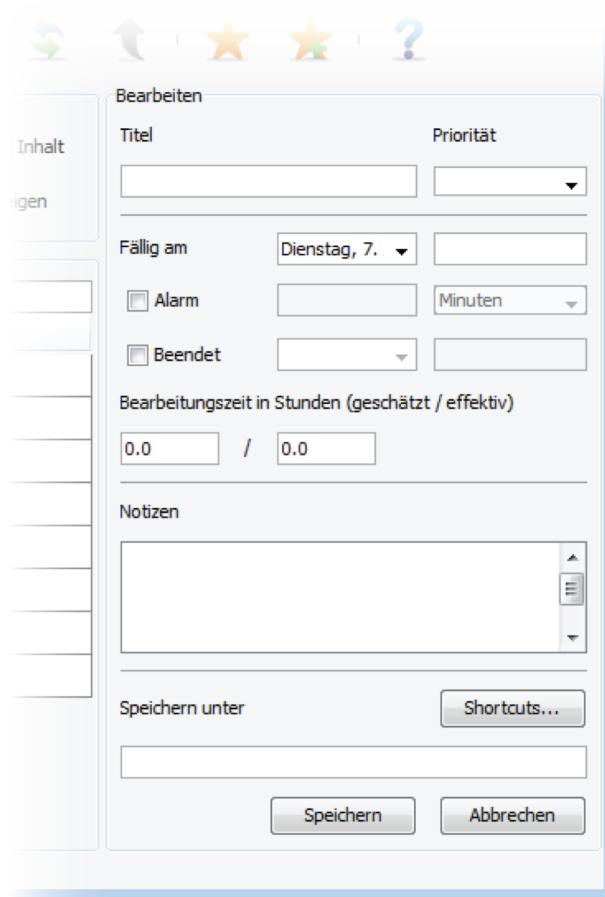 Bearbeiten
Inhalt
Titel
Priorität
eigen
Fällig am
Dienstag, 7.
Alarm
Minuten
Beendet
Bearbeitungszeit in Stunden (geschätzt / effektiv)
0.0 / 0.0
Notizen
Speichern unter
Shortcuts...
Speichern
Abbrechen